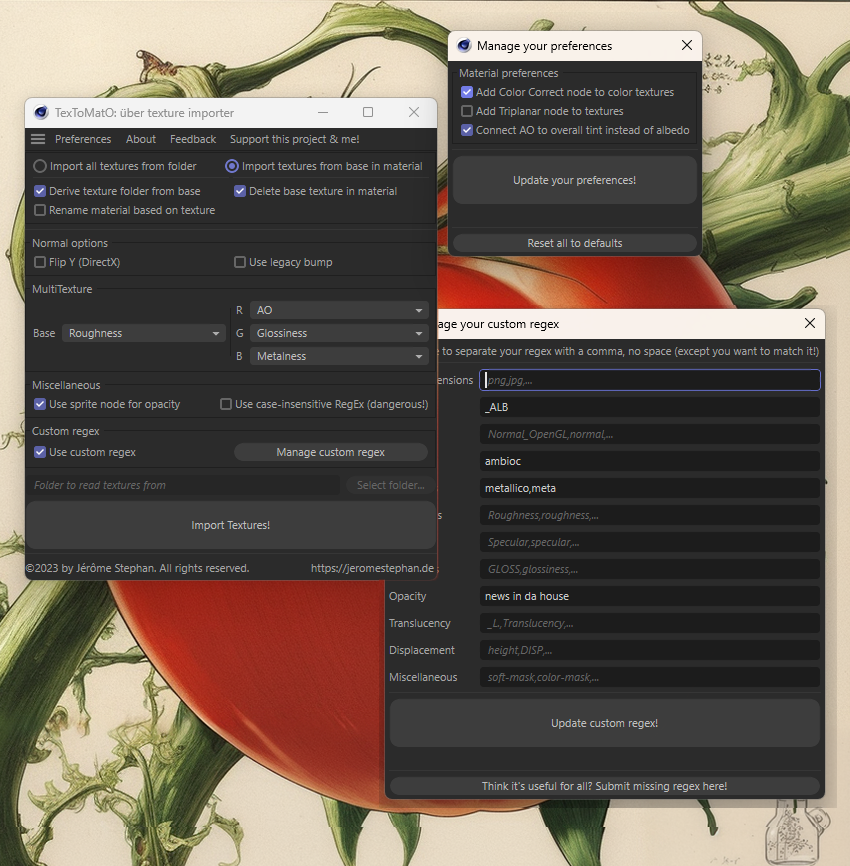 Manage your preferences
Material preferences
Add Color Correct node to color textures
Add Triplanar node to textures
Connect AO to overall tint instead of albedo
Update your preferences!
Reset all to defaults
TexToMatO: über texture importer
Preferences About Feedback Support this project & me!
Import all textures from folder Import textures from base in material
Derive texture folder from base Delete base texture in material
Rename material based on texture
Normal options
Flip Y (DirectX) Use legacy bump
MultiTexture
R AO
Base Roughness G Glossiness
B Metalness
Miscellaneous
Use sprite node for opacity Use case-insensitive RegEx (dangerous!)
Custom regex
Use custom regex Manage custom regex
Folder to read textures from Select folder...
Import Textures!
©2023 by Jérôme Stephan. All rights reserved. https://jeromestephan.de
age your custom regex
e to separate your regex with a comma, no space (except you want to match it!)
ensions png,jpg,...
_ALB
Normal_OpenGL,normal,...
ambioc
metallico,meta
s Roughness,roughness,...
Specular,specular,...
GLOSS,glossiness,...
Opacity news in da house
Translucency _L.,Translucency,...
Displacement height,DISP,...
Miscellaneous soft-mask,color-mask,...
Update custom regex!
Think it's useful for all? Submit missing regex here!